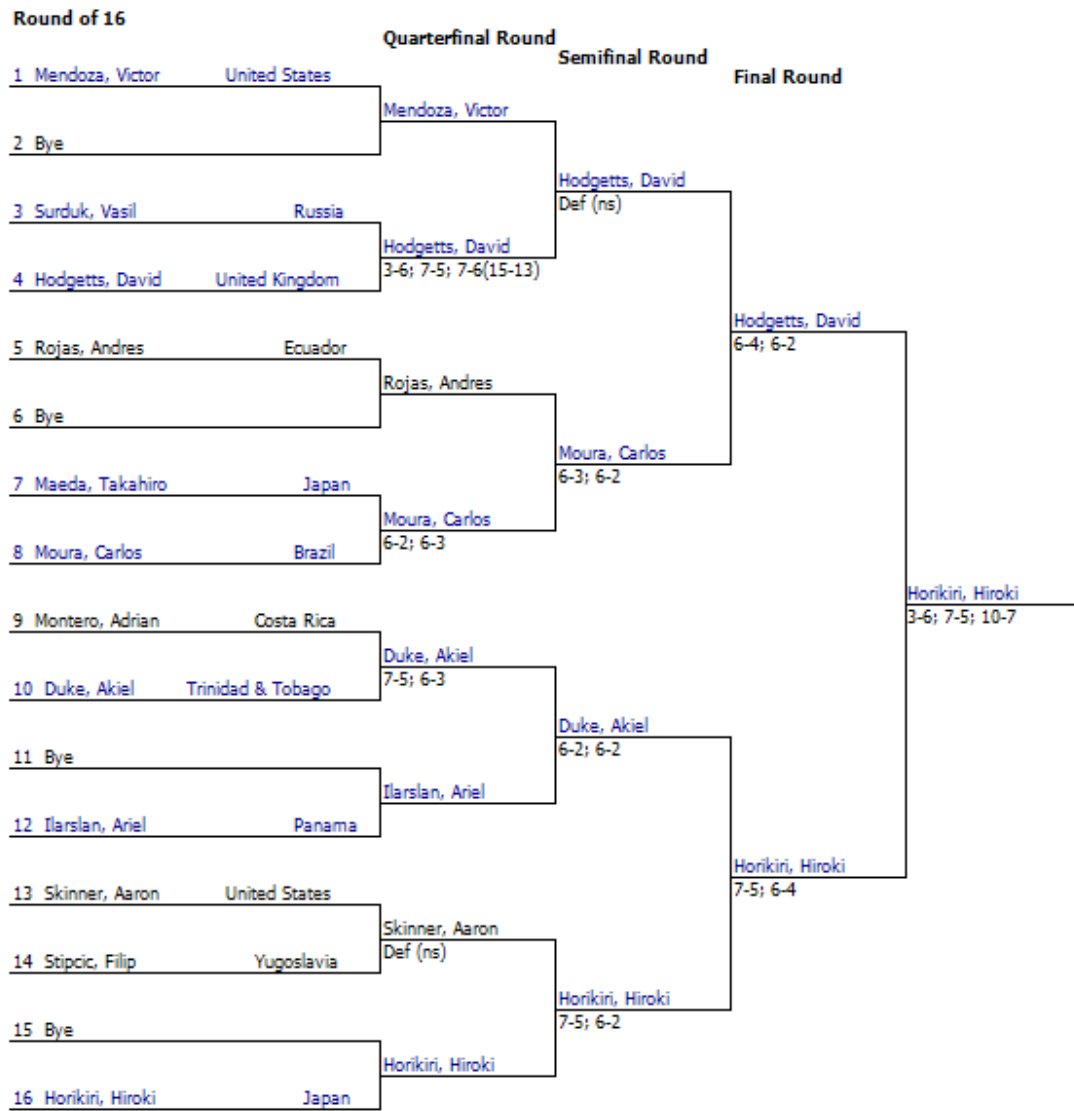 Round of 16
Quarterfinal Round
Semifinal Round
Final Round
1 Mendoza, Victor United States
Mendoza, Victor
2 Bye
Hodgetts, David
Def (ns)
3 Surduk, Vasil Russia
Hodgetts, David
3-6; 7-5; 7-6(15-13)
4 Hodgetts, David United Kingdom
Hodgetts, David
6-4; 6-2
5 Rojas, Andres Ecuador
Rojas, Andres
6 Bye
Moura, Carlos
6-3; 6-2
7 Maeda, Takahiro Japan
Moura, Carlos
6-2; 6-3
8 Moura, Carlos Brazil
Horikiri, Hiroki
3-6; 7-5; 10-7
9 Montero, Adrian Costa Rica
Duke, Akiel
7-5; 6-3
10 Duke, Akiel Trinidad & Tobago
Duke, Akiel
6-2; 6-2
11 Bye
Ilarslan, Ariel
12 Ilarslan, Ariel Panama
Horikiri, Hiroki
7-5; 6-4
13 Skinner, Aaron United States
Skinner, Aaron
Def (ns)
14 Stipcic, Filip Yugoslavia
Horikiri, Hiroki
7-5; 6-2
15 Bye
Horikiri, Hiroki
16 Horikiri, Hiroki Japan